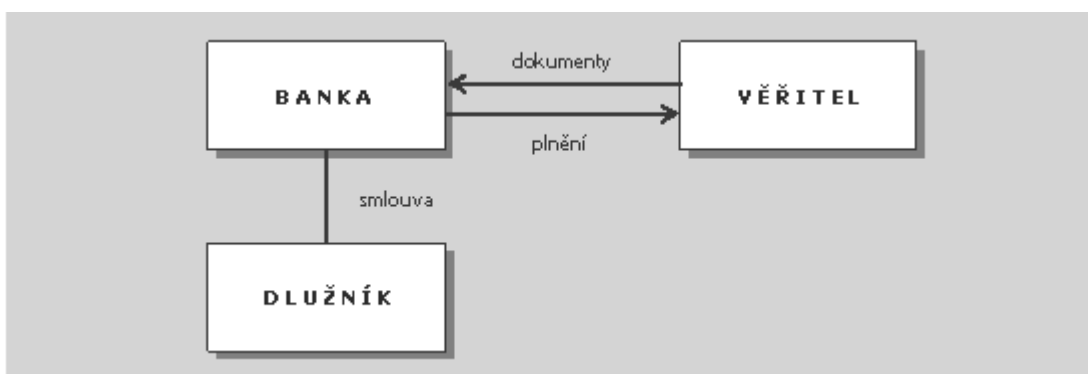 dokumenty
BANKA
VĚŘITEL
plnění
smlouva
DLUŽNÍK